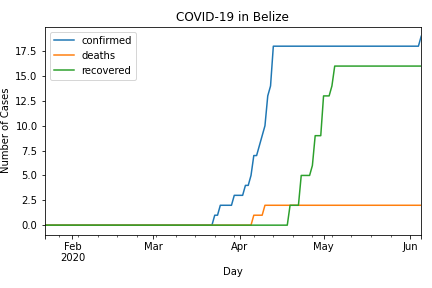 COVID-19 in Belize
confirmed
deaths
recovered
17.5
15.0
12.5
10.0
7.5
5.0
2.5
0.0
Number of Cases
Feb
2020
Mar
Apr
May
Jun
Day